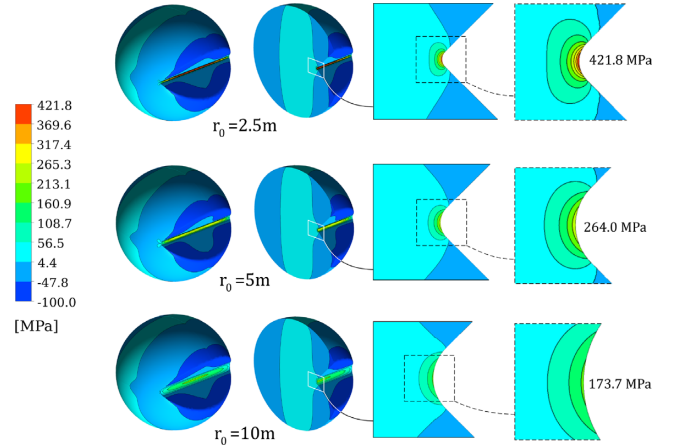 421.8 MPa
r₀ =2.5m
421.8
369.6
317.4
265.3
213.1
160.9
108.7
56.5
4.4
-47.8
-100.0
[MPa]
264.0 MPa
r₀ =5m
173.7 MPa
r₀ =10m